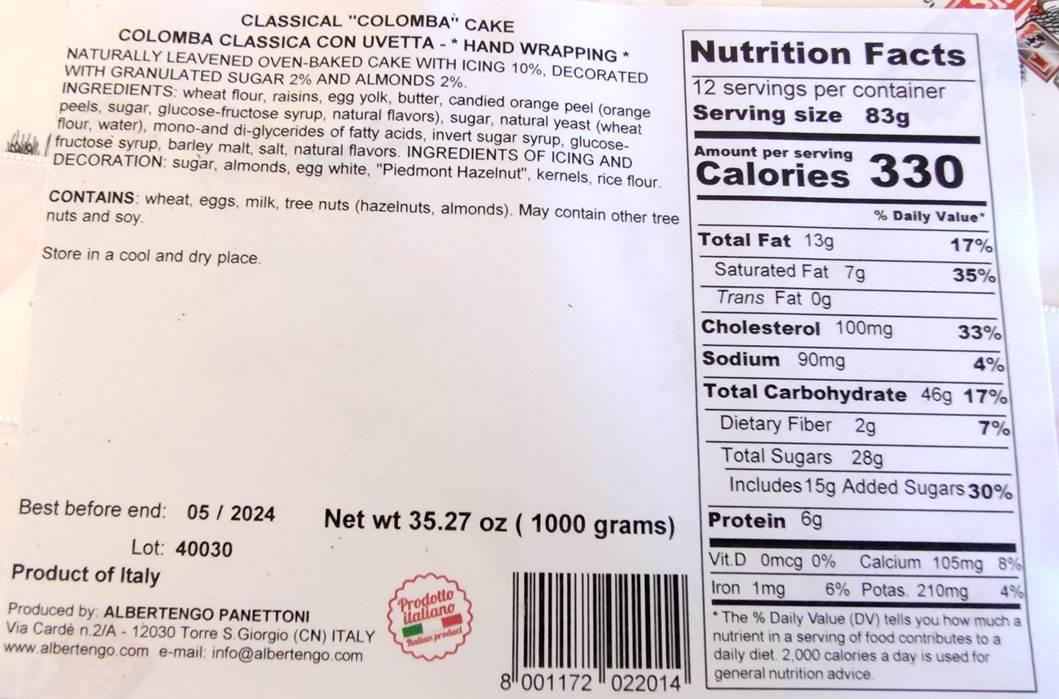 CLASSICAL "COLOMBA" CAKE
COLOMBA CLASSICA CON UVETTA - * HAND WRAPPING *
NATURALLY LEAVENED OVEN-BAKED CAKE WITH ICING 10%, DECORATED
WITH GRANULATED SUGAR 2% AND ALMONDS 2%.
INGREDIENTS: wheat flour, raisins, egg yolk, butter, candied orange peel (orange
peels, sugar, glucose-fructose syrup, natural flavors), sugar, natural yeast (wheat
flour, water), mono-and di-glycerides of fatty acids, invert sugar syrup, glucose-
fructose syrup, barley malt, salt, natural flavors. INGREDIENTS OF ICING AND
DECORATION: sugar, almonds, egg white, "Piedmont Hazelnut", kernels, rice flour.
CONTAINS: wheat, eggs, milk, tree nuts (hazelnuts, almonds). May contain other tree
nuts and soy.
Store in a cool and dry place.
Best before end: 05 / 2024
Lot: 40030
Net wt 35.27 oz ( 1000 grams)
Product of Italy
Produced by: ALBERTENGO PANETTONI
Via Cardè n.2/A - 12030 Torre S.Giorgio (CN) ITALY
www.albertengo.com e-mail: info@albertengo.com
Prodotto
italiano
Italian product
8 001172 022014
Nutrition Facts
12 servings per container
Serving size 83g
Amount per serving
Calories 330
% Daily Value*
Total Fat 13g 17%
Saturated Fat 7g 35%
Trans Fat 0g
Cholesterol 100mg 33%
Sodium 90mg 4%
Total Carbohydrate 46g 17%
Dietary Fiber 2g 7%
Total Sugars 28g
Includes 15g Added Sugars 30%
Protein 6g
Vit.D 0mcg 0% Calcium 105mg 8%
Iron 1mg 6% Potas. 210mg 4%
* The % Daily Value (DV) tells you how much a
nutrient in a serving of food contributes to a
daily diet. 2,000 calories a day is used for
general nutrition advice.